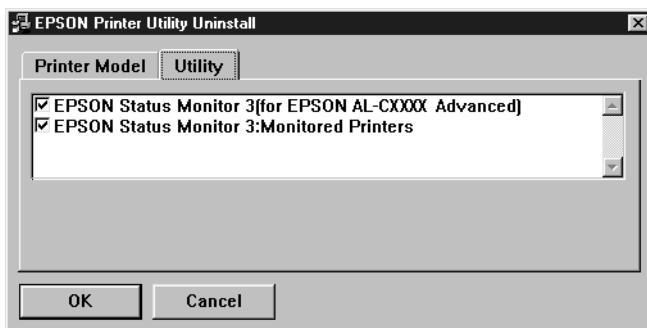 EPSON Printer Utility Uninstall
Printer Model
Utility
EPSON Status Monitor 3(for EPSON AL-CXXXX Advanced)
EPSON Status Monitor 3:Monitored Printers
OK
Cancel